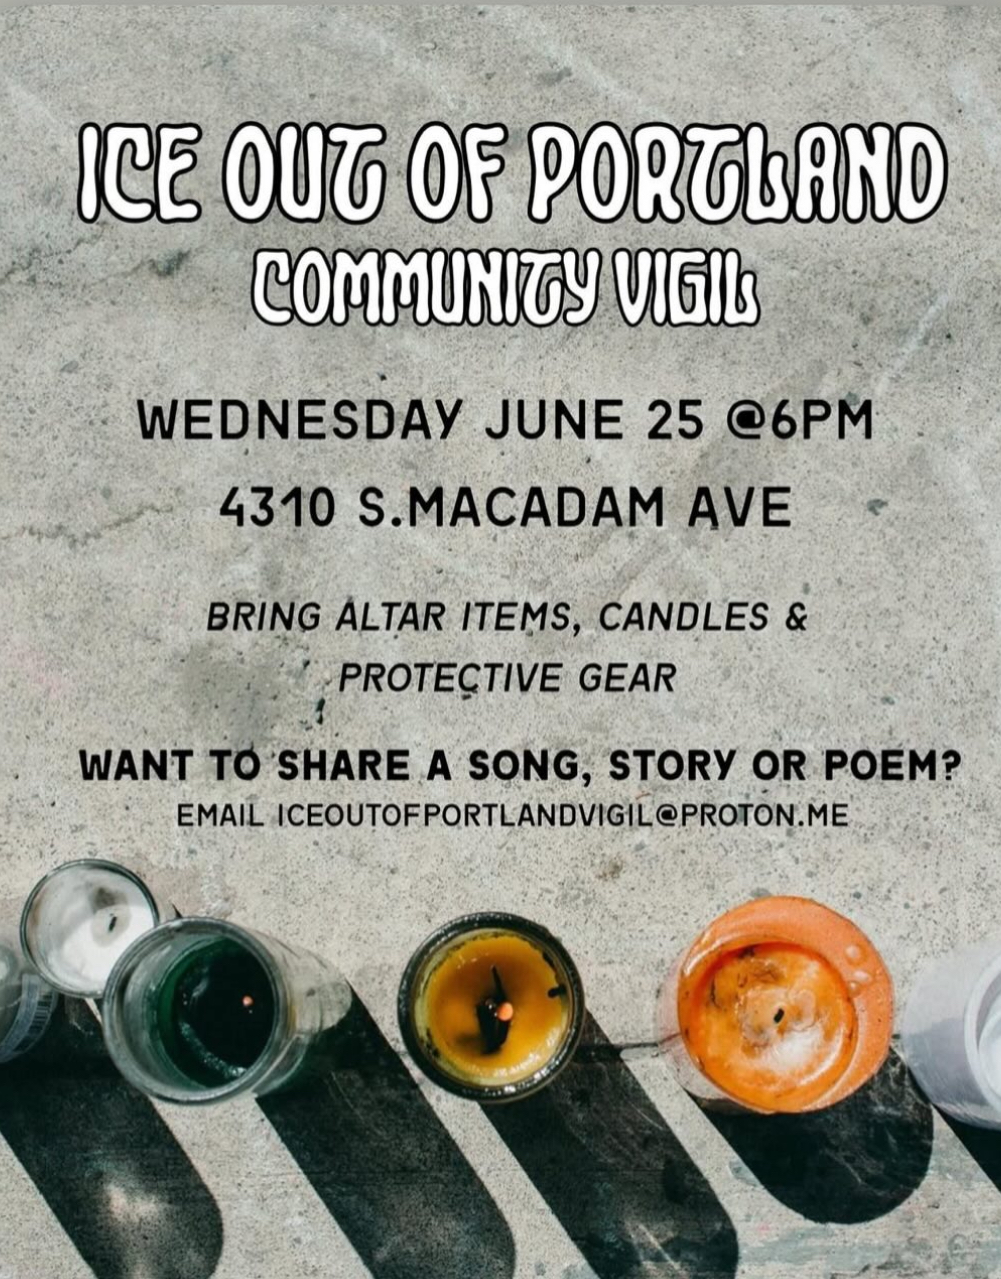 ICE OUT OF PORTLAND
COMMUNITY VIGIL
WEDNESDAY JUNE 25 @6PM
4310 S.MACADAM AVE
BRING ALTAR ITEMS, CANDLES &
PROTECTIVE GEAR
WANT TO SHARE A SONG, STORY OR POEM?
EMAIL ICEOUTOFPORTLANDVIGIL@PROTON.ME